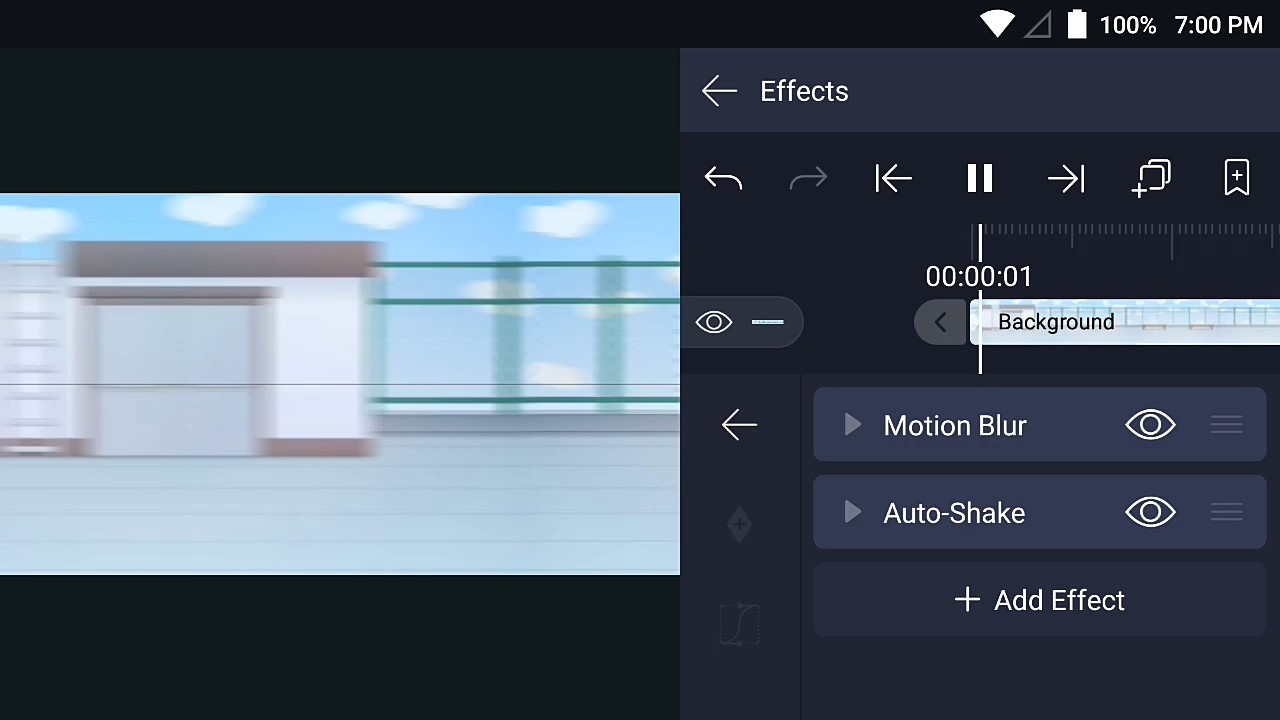 100% 7:00 PM
Effects
00:00:01
Background
Motion Blur
Auto-Shake
Add Effect